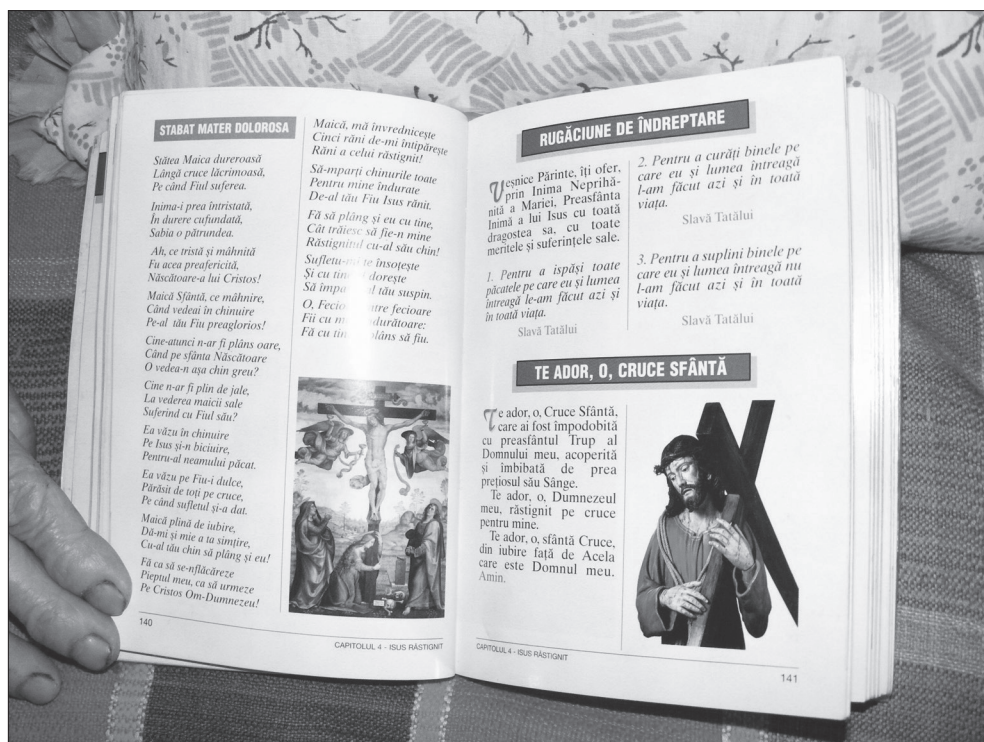 STABAT MATER DOLOROSA
Stătea Maica dureroasă
Lângă cruce lăcrimoasă,
Pe când Fiul suferea.
Inima-i prea întristată,
În durere cufundată,
Sabia o pătrundea.
Ah, ce tristă și mâhnită
Fu acea preafericită,
Născătoare-a lui Cristos!
Maică Sfântă, ce mâhnire,
Când vedeai în chinuire
Pe-al tău Fiu preaglorios!
Cine-atunci n-ar fi plâns oare,
Când pe sfânta Născătoare
O vedea-n așa chin greu?
Cine n-ar fi plin de jale,
La vederea maicii sale
Suferind cu Fiul său?
Ea văzu în chinuire
Pe Isus și-n biciuire,
Pentru-al neamului păcat.
Ea văzu pe Fiu-i dulce,
Părăsit de toți pe cruce,
Pe când sufletul și-a dat.
Maică plină de iubire,
Dă-mi și mie a ta simțire,
Cu-al tău chin să plâng și eu!
Fă ca să se-nflăcăreze
Pieptul meu, ca să urmeze
Pe Cristos Om-Dumnezeu!
140
Maică, mă învrednicește
Cinci răni de-mi întipărește
Răni a celui răstignit!
Să-mparți chinurile toate
Pentru mine îndurate
De-al tău Fiu Isus rănit.
Fă să plâng și eu cu tine,
Cât trăiesc să fie-n mine
Răstignitul cu-al său chin!
te însoțește
Și cu dorește
Să tău suspin.
O, fecioare
Fii cu
Fă cu plâns să fiu.
CAPITOLUL 4 - ISUS RĂSTIGNIT
RUGĂCIUNE DE ÎNDREPTARE
Veșnice Părinte, îți ofer,
prin Inima Neprihă-
nită a Mariei, Preasfânta
Inimă a lui Isus cu toată
dragostea sa, cu toate
meritele și suferințele sale.
1. Pentru a ispăși toate
păcatele pe care eu și lumea
întreagă le-am făcut azi și
în toată viața.
Slavă Tatălui
2. Pentru a curăți binele pe
care eu și lumea întreagă
l-am făcut azi și în toată
viața.
Slavă Tatălui
3. Pentru a suplini binele pe
care eu și lumea întreagă nu
l-am făcut azi și în toată
viața.
Slavă Tatălui
TE ADOR, O, CRUCE SFÂNTĂ
Te ador, o, Cruce Sfântă,
care ai fost împodobită
cu preasfântul Trup al
Domnului meu, acoperită
și îmbibată de prea
prețiosul său Sânge.
Te ador, o, Dumnezeul
meu, răstignit pe cruce
pentru mine.
Te ador, o, sfântă Cruce,
din iubire față de Acela
care este Domnul meu.
Amin.
CAPITOLUL 4 - ISUS RĂSTIGNIT
141